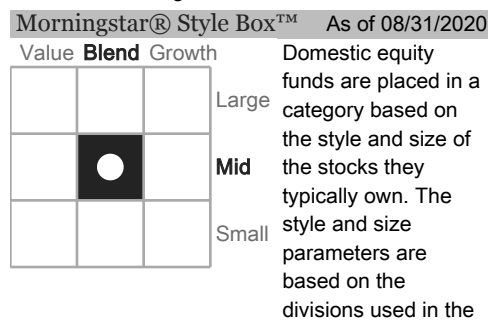 Morningstar® Style Box™ As of 08/31/2020
Value Blend Growth
Large
Mid
Small
Domestic equity
funds are placed in a
category based on
the style and size of
the stocks they
typically own. The
style and size
parameters are
based on the
divisions used in the